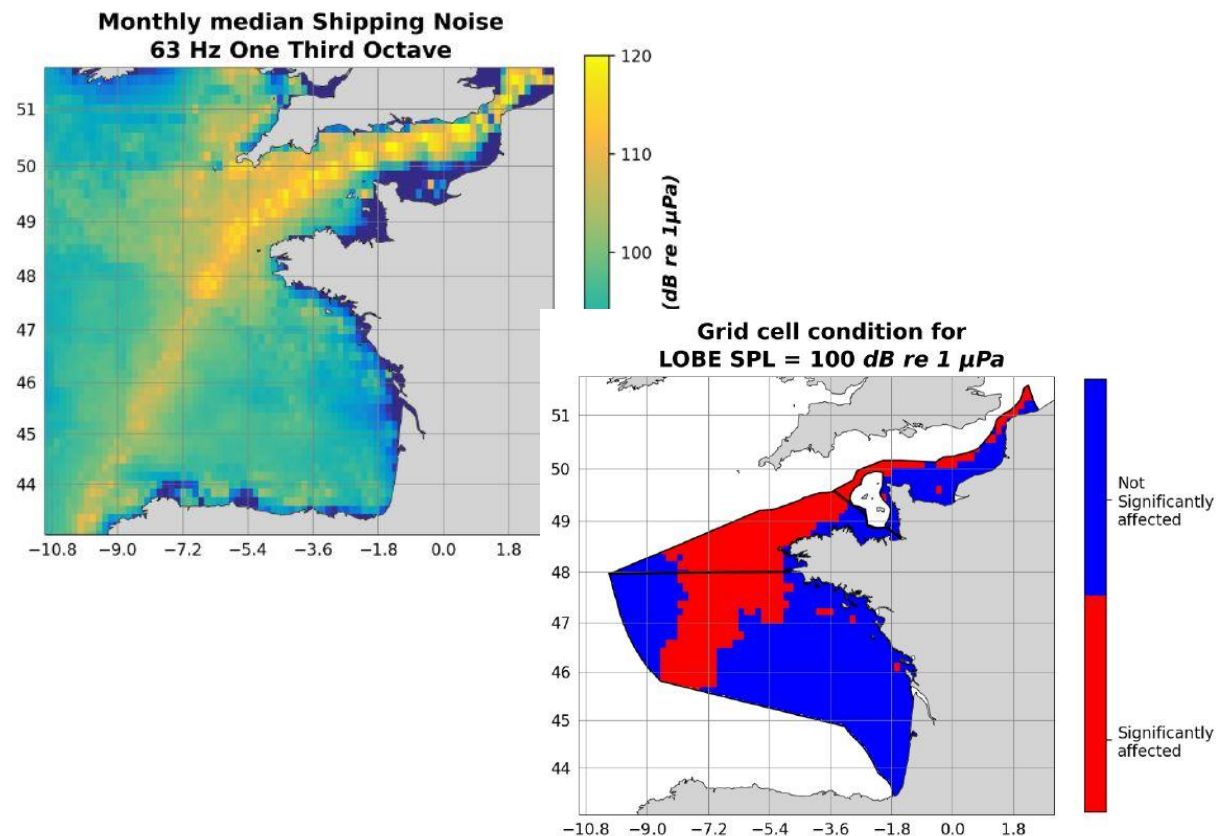 Monthly median Shipping Noise
63 Hz One Third Octave
51
50
49
48
47
46
45
44
−10.8 −9.0 −7.2 −5.4 −3.6 −1.8 0.0 1.8
120
110
100
(dB re 1µPa)
Grid cell condition for
LOBE SPL = 100 dB re 1 µPa
51
50
49
48
47
46
45
44
−10.8 −9.0 −7.2 −5.4 −3.6 −1.8 0.0 1.8
Not
Significantly
affected
Significantly
affected